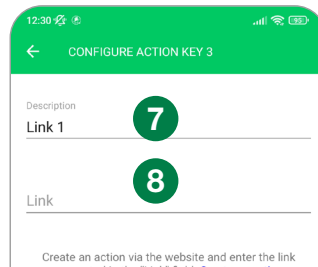 12:30
CONFIGURE ACTION KEY 3
Description
Link 1
7
8
Link
Create an action via the website and enter the link